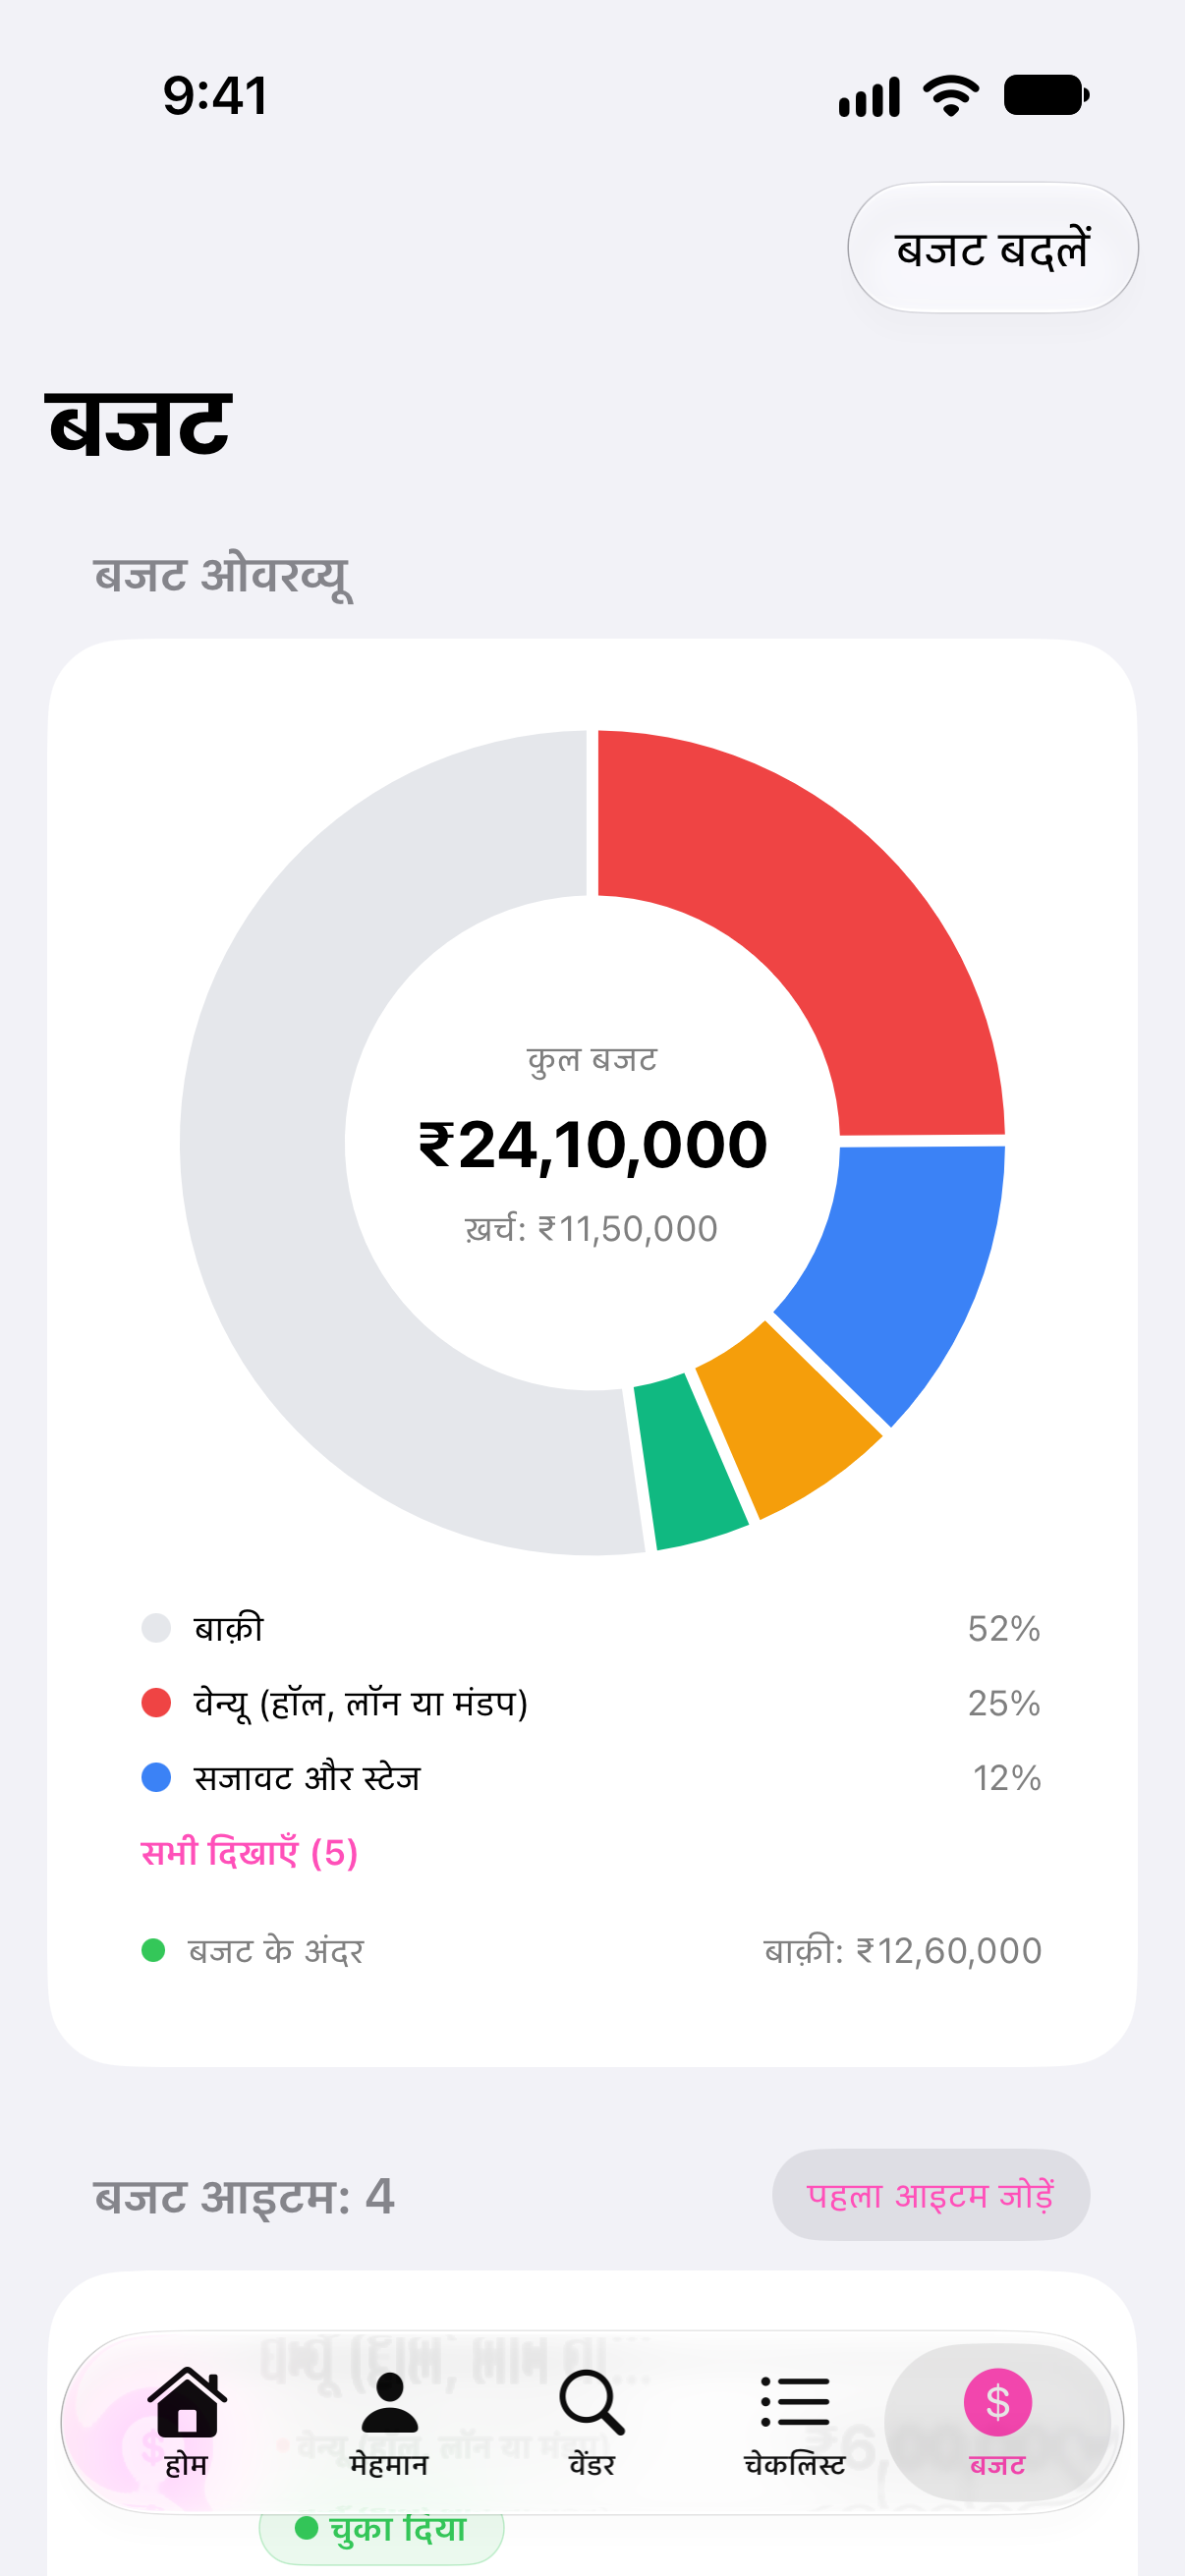 9:41
बजट बदलें
बजट
बजट ओवरव्यू
कुल बजट
₹24,10,000
ख़र्च: ₹11,50,000
बाक़ी 52%
वेन्यू (हॉल, लॉन या मंडप) 25%
सजावट और स्टेज 12%
सभी दिखाएँ (5)
बजट के अंदर बाक़ी: ₹12,60,000
बजट आइटम: 4 पहला आइटम जोड़ें
वेन्यू (हॉल, लॉन या...
वेन्यू (हॉल, लॉन या मंडप)
होम मेहमान वेंडर चेकलिस्ट बजट
चुका दिया